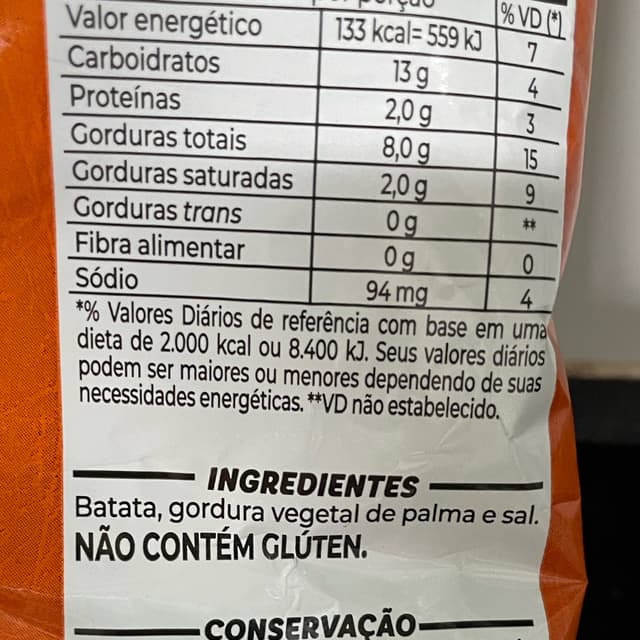 por porção
% VD (*)
Valor energético 133 kcal= 559 kJ 7
Carboidratos 13 g 4
Proteínas 2,0 g 3
Gorduras totais 8,0 g 15
Gorduras saturadas 2,0 g 9
Gorduras trans 0 g **
Fibra alimentar 0 g 0
Sódio 94 mg 4
*% Valores Diários de referência com base em uma
dieta de 2.000 kcal ou 8.400 kJ. Seus valores diários
podem ser maiores ou menores dependendo de suas
necessidades energéticas. **VD não estabelecido.
INGREDIENTES
Batata, gordura vegetal de palma e sal.
NÃO CONTÉM GLÚTEN.
CONSERVAÇÃO